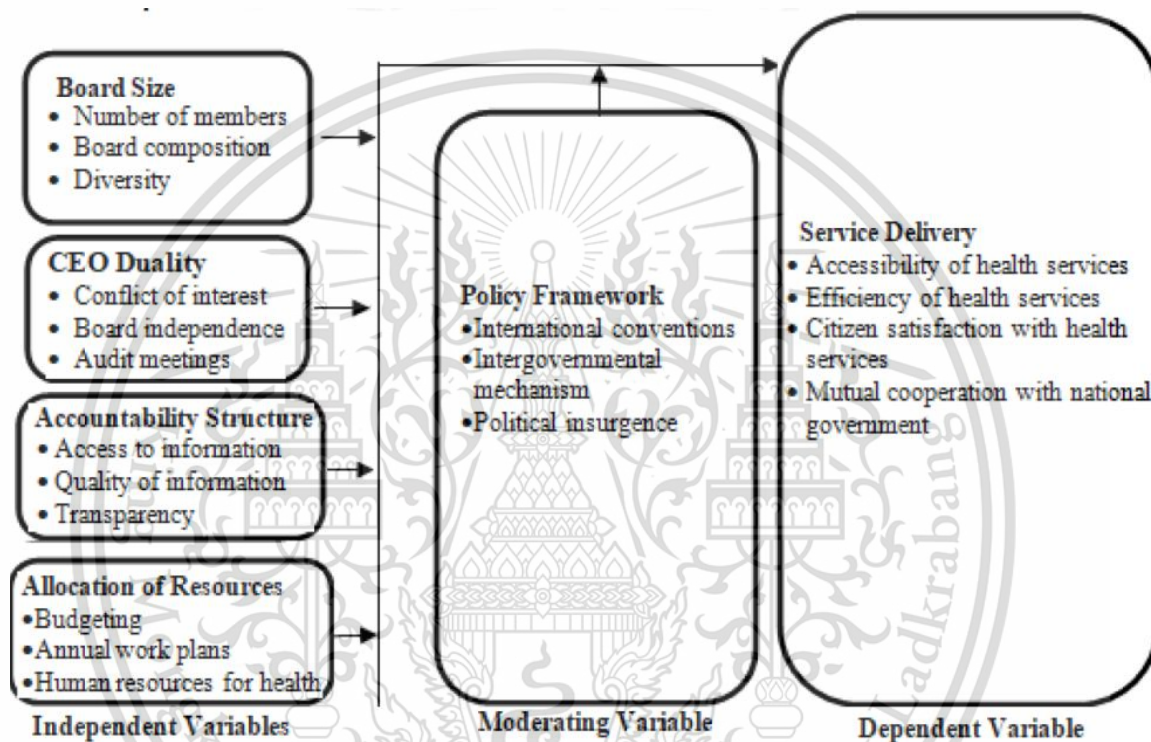 Board Size
• Number of members
• Board composition
• Diversity
CEO Duality
• Conflict of interest
• Board independence
• Audit meetings
Accountability Structure
• Access to information
• Quality of information
• Transparency
Allocation of Resources
•Budgeting
•Annual work plans
•Human resources for health
Independent Variables
Policy Framework
•International conventions
•Intergovernmental
mechanism
•Political insurgence
Moderating Variable
Service Delivery
• Accessibility of health services
• Efficiency of health services
• Citizen satisfaction with health
services
• Mutual cooperation with national
government
Dependent Variable
Ladkrabang